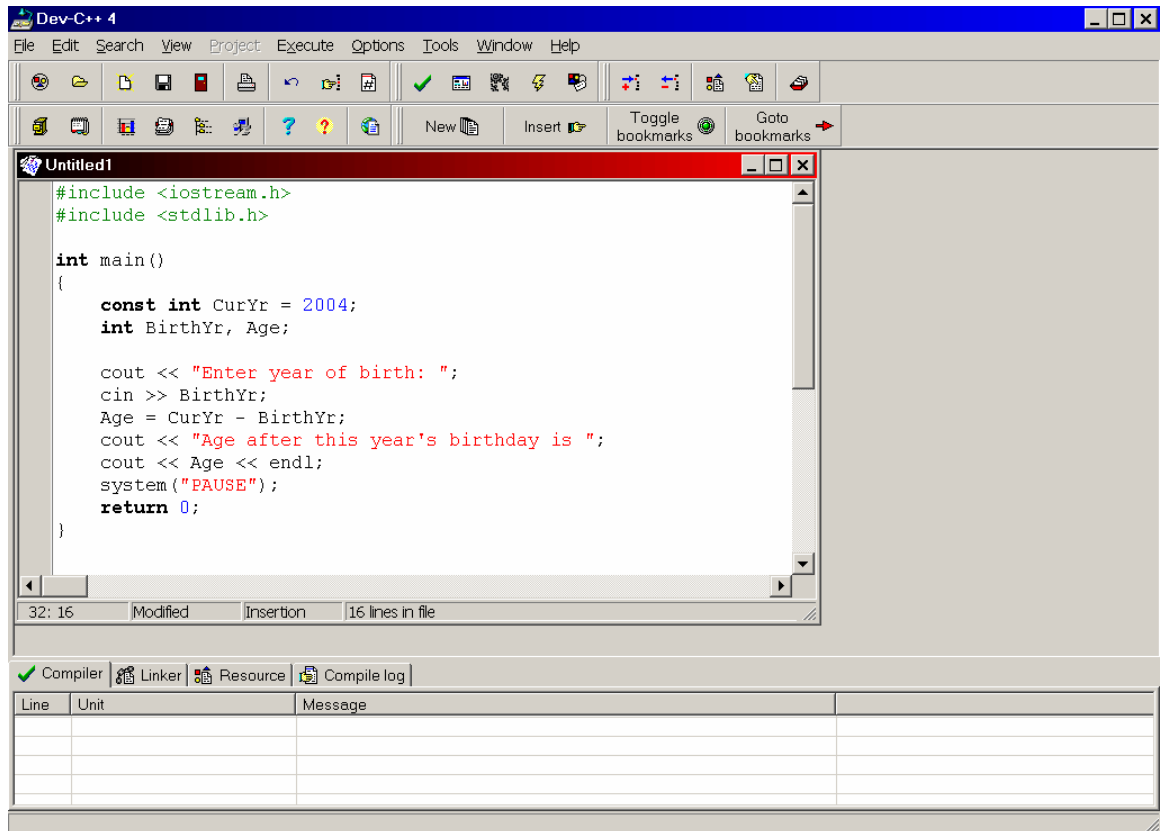 Dev-C++ 4
File Edit Search View Project Execute Options Tools Window Help
New Insert Toggle bookmarks Goto bookmarks
Untitled1
#include <iostream.h>
#include <stdlib.h>
int main()
{
    const int CurYr = 2004;
    int BirthYr, Age;
    cout << "Enter year of birth: ";
    cin >> BirthYr;
    Age = CurYr - BirthYr;
    cout << "Age after this year's birthday is ";
    cout << Age << endl;
    system("PAUSE");
    return 0;
}
32: 16 Modified Insertion 16 lines in file
Compiler Linker Resource Compile log
Line Unit Message